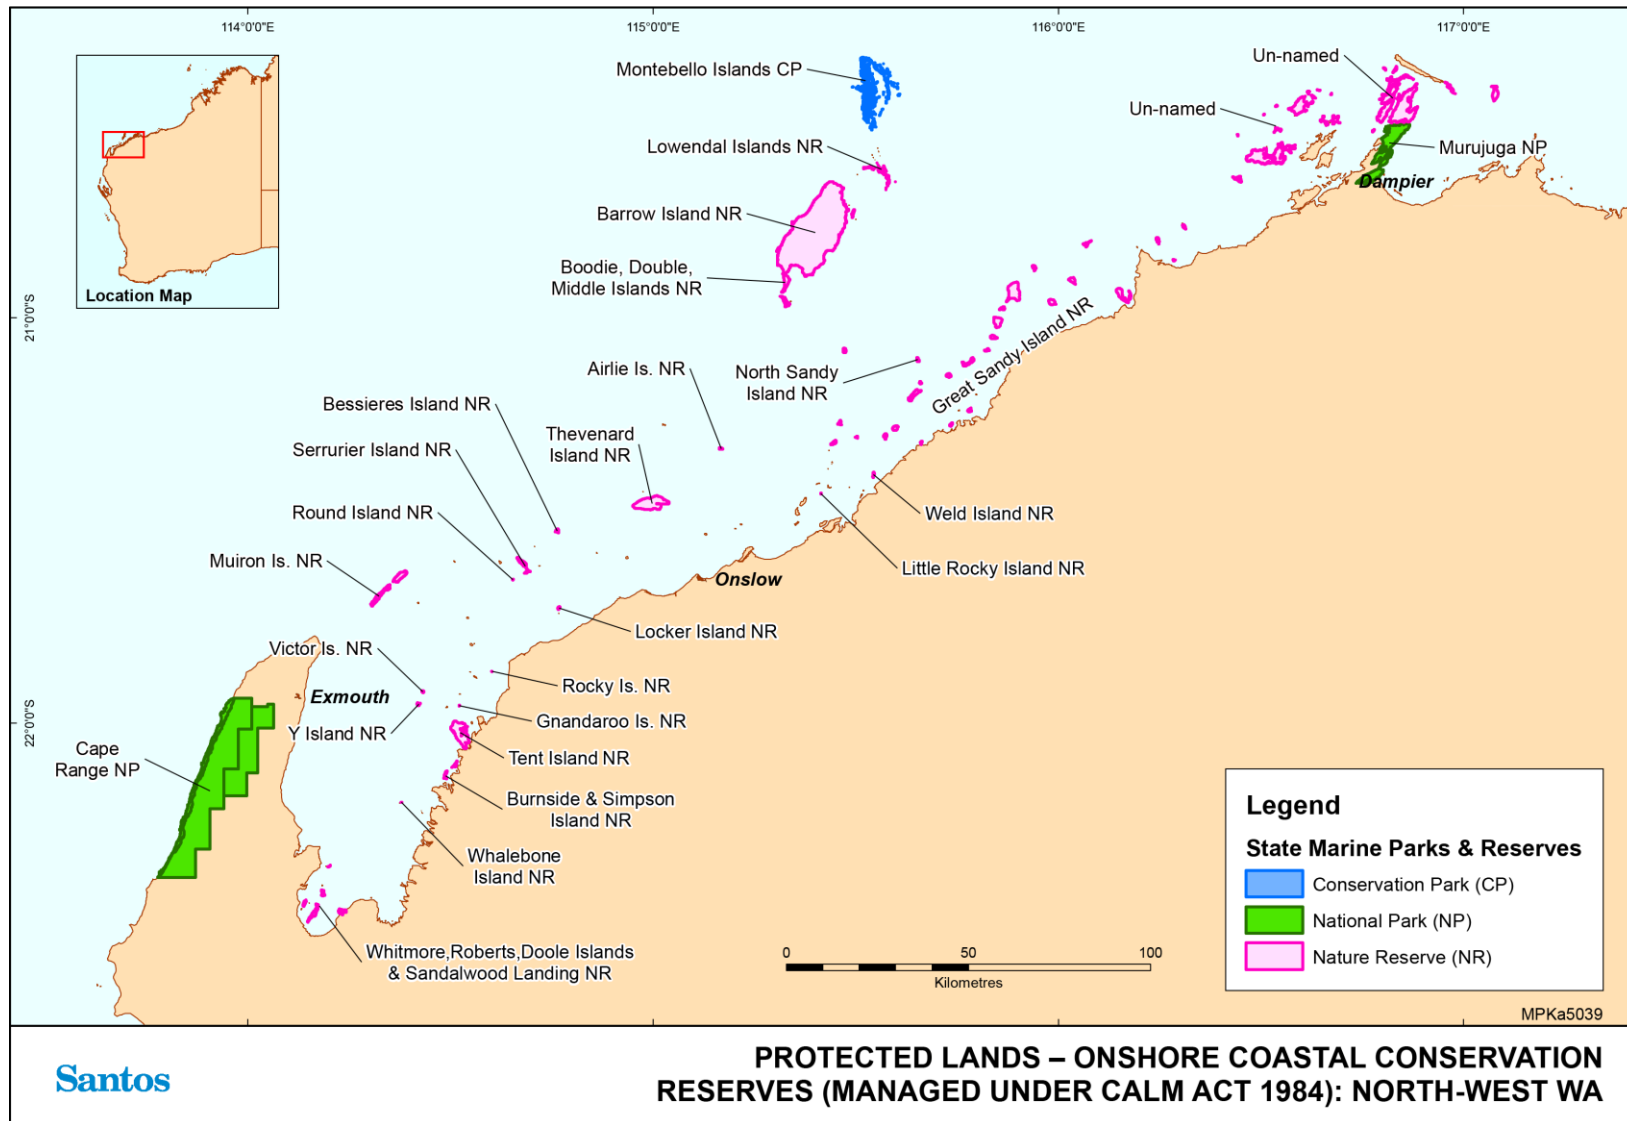 114°0'0"E
115°0'0"E
116°0'0"E
117°0'0"E
21°0'0"S
22°0'0"S
Location Map
Montebello Islands CP
Lowendal Islands NR
Barrow Island NR
Boodie, Double,
Middle Islands NR
Un-named
Un-named
Murujuga NP
Dampier
Great Sandy Island NR
North Sandy
Island NR
Airlie Is. NR
Bessieres Island NR
Thevenard
Island NR
Serrurier Island NR
Round Island NR
Muiron Is. NR
Weld Island NR
Little Rocky Island NR
Onslow
Locker Island NR
Victor Is. NR
Rocky Is. NR
Exmouth
Gnandaroo Is. NR
Y Island NR
Cape
Range NP
Tent Island NR
Burnside & Simpson
Island NR
Whalebone
Island NR
Whitmore,Roberts,Doole Islands
& Sandalwood Landing NR
0 50 100
Kilometres
Legend
State Marine Parks & Reserves
Conservation Park (CP)
National Park (NP)
Nature Reserve (NR)
MPKa5039
Santos
PROTECTED LANDS – ONSHORE COASTAL CONSERVATION
RESERVES (MANAGED UNDER CALM ACT 1984): NORTH-WEST WA